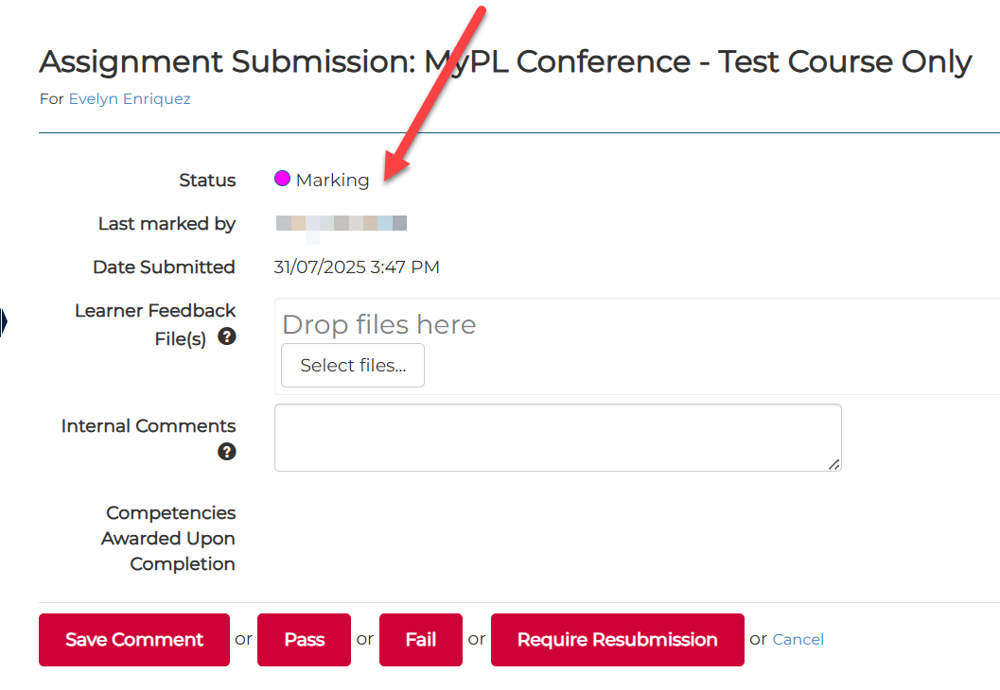 Assignment Submission: MyPL Conference - Test Course Only
For Evelyn Enriquez
Status Marking
Last marked by
Date Submitted 31/07/2025 3:47 PM
Learner Feedback
File(s) ?
Drop files here
Select files...
Internal Comments
?
Competencies
Awarded Upon
Completion
Save Comment or Pass or Fail or Require Resubmission or Cancel